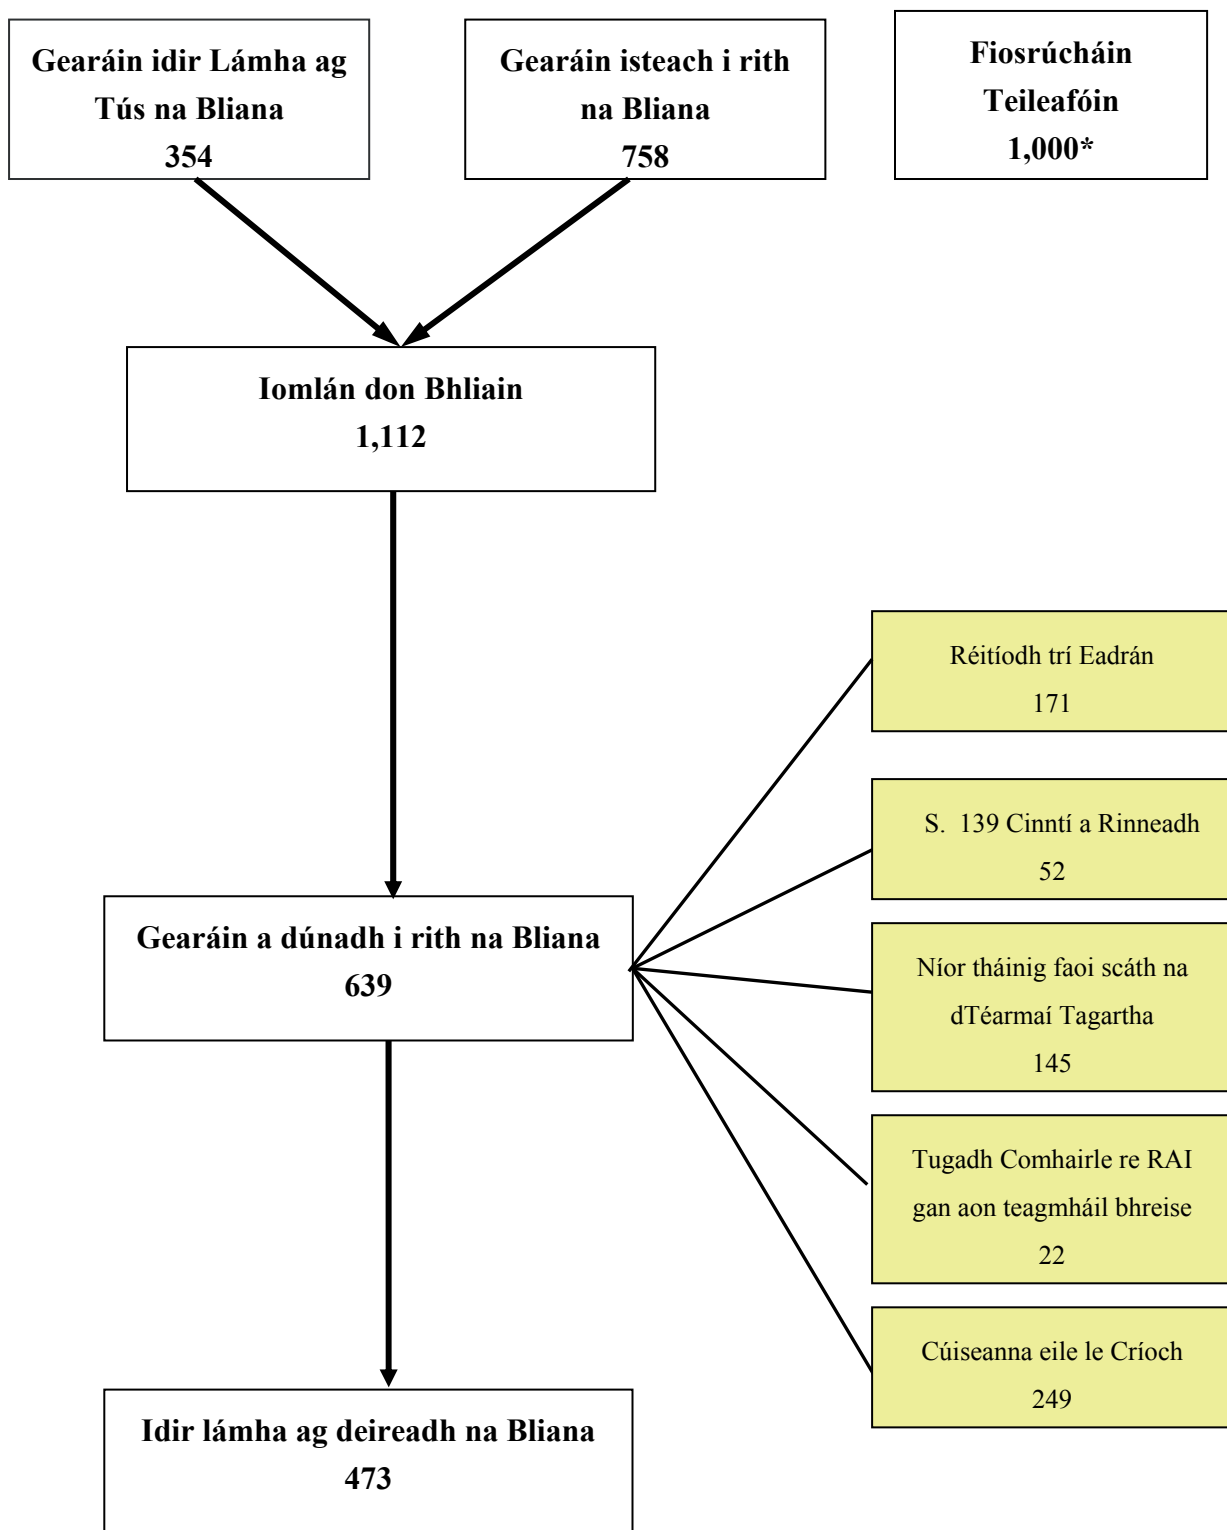 Gearáin idir Lámha ag
Tús na Bliana
354
Gearáin isteach i rith
na Bliana
758
Fiosrúcháin
Teileafóin
1,000*
Iomlán don Bhliain
1,112
Réitíodh trí Eadrán
171
S. 139 Cinntí a Rinneadh
52
Gearáin a dúnadh i rith na Bliana
639
Níor tháinig faoi scáth na
dTéarmaí Tagartha
145
Tugadh Comhairle re RAI
gan aon teagmháil bhreise
22
Cúiseanna eile le Críoch
249
Idir lámha ag deireadh na Bliana
473